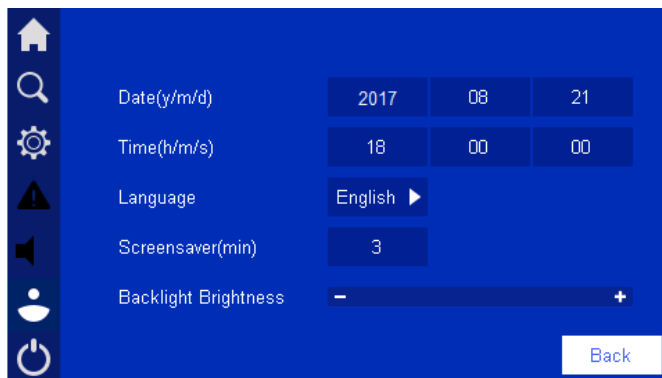 Date(y/m/d) 2017 08 21
Time(h/m/s) 18 00 00
Language English
Screensaver(min) 3
Backlight Brightness − +
Back